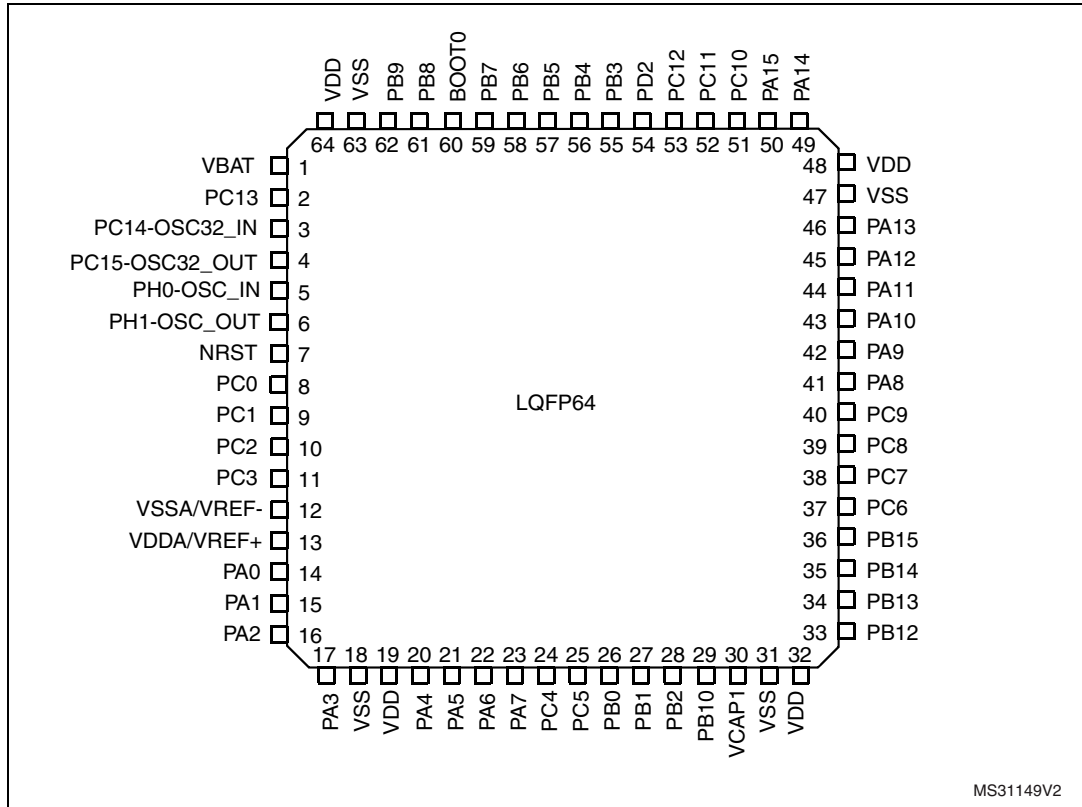 VDD VSS PB9 PB8 BOOT0 PB7 PB6 PB5 PB4 PB3 PD2 PC12 PC11 PC10 PA15 PA14
64 63 62 61 60 59 58 57 56 55 54 53 52 51 50 49
VBAT 1 48 VDD
PC13 2 47 VSS
PC14-OSC32_IN 3 46 PA13
PC15-OSC32_OUT 4 45 PA12
PH0-OSC_IN 5 44 PA11
PH1-OSC_OUT 6 43 PA10
NRST 7 42 PA9
PC0 8 41 PA8
PC1 9 LQFP64 40 PC9
PC2 10 39 PC8
PC3 11 38 PC7
VSSA/VREF- 12 37 PC6
VDDA/VREF+ 13 36 PB15
PA0 14 35 PB14
PA1 15 34 PB13
PA2 16 33 PB12
17 18 19 20 21 22 23 24 25 26 27 28 29 30 31 32
PA3 VSS VDD PA4 PA5 PA6 PA7 PC4 PC5 PB0 PB1 PB2 PB10 VCAP1 VSS VDD
MS31149V2